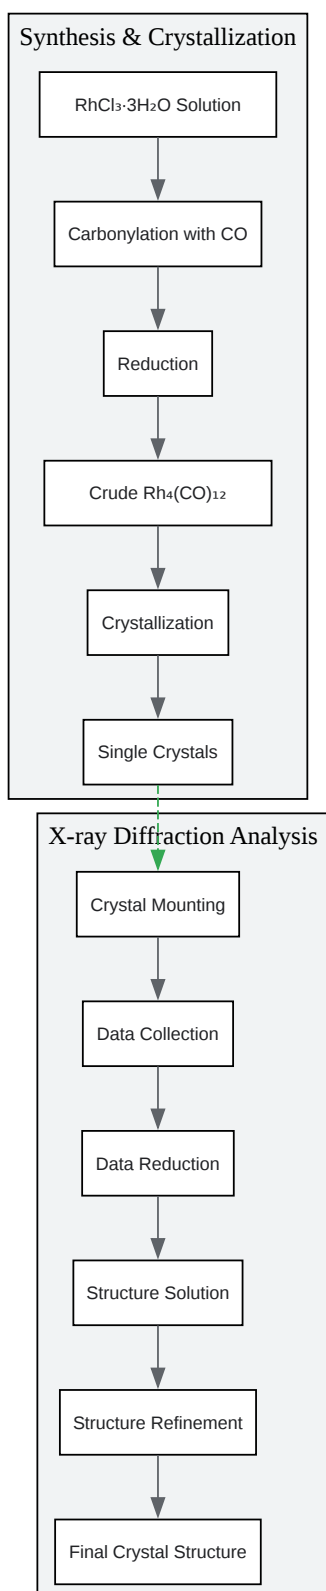 Synthesis & Crystallization
RhCl₃·3H₂O Solution
Carbonylation with CO
Reduction
Crude Rh₄(CO)₁₂
Crystallization
Single Crystals
X-ray Diffraction Analysis
Crystal Mounting
Data Collection
Data Reduction
Structure Solution
Structure Refinement
Final Crystal Structure